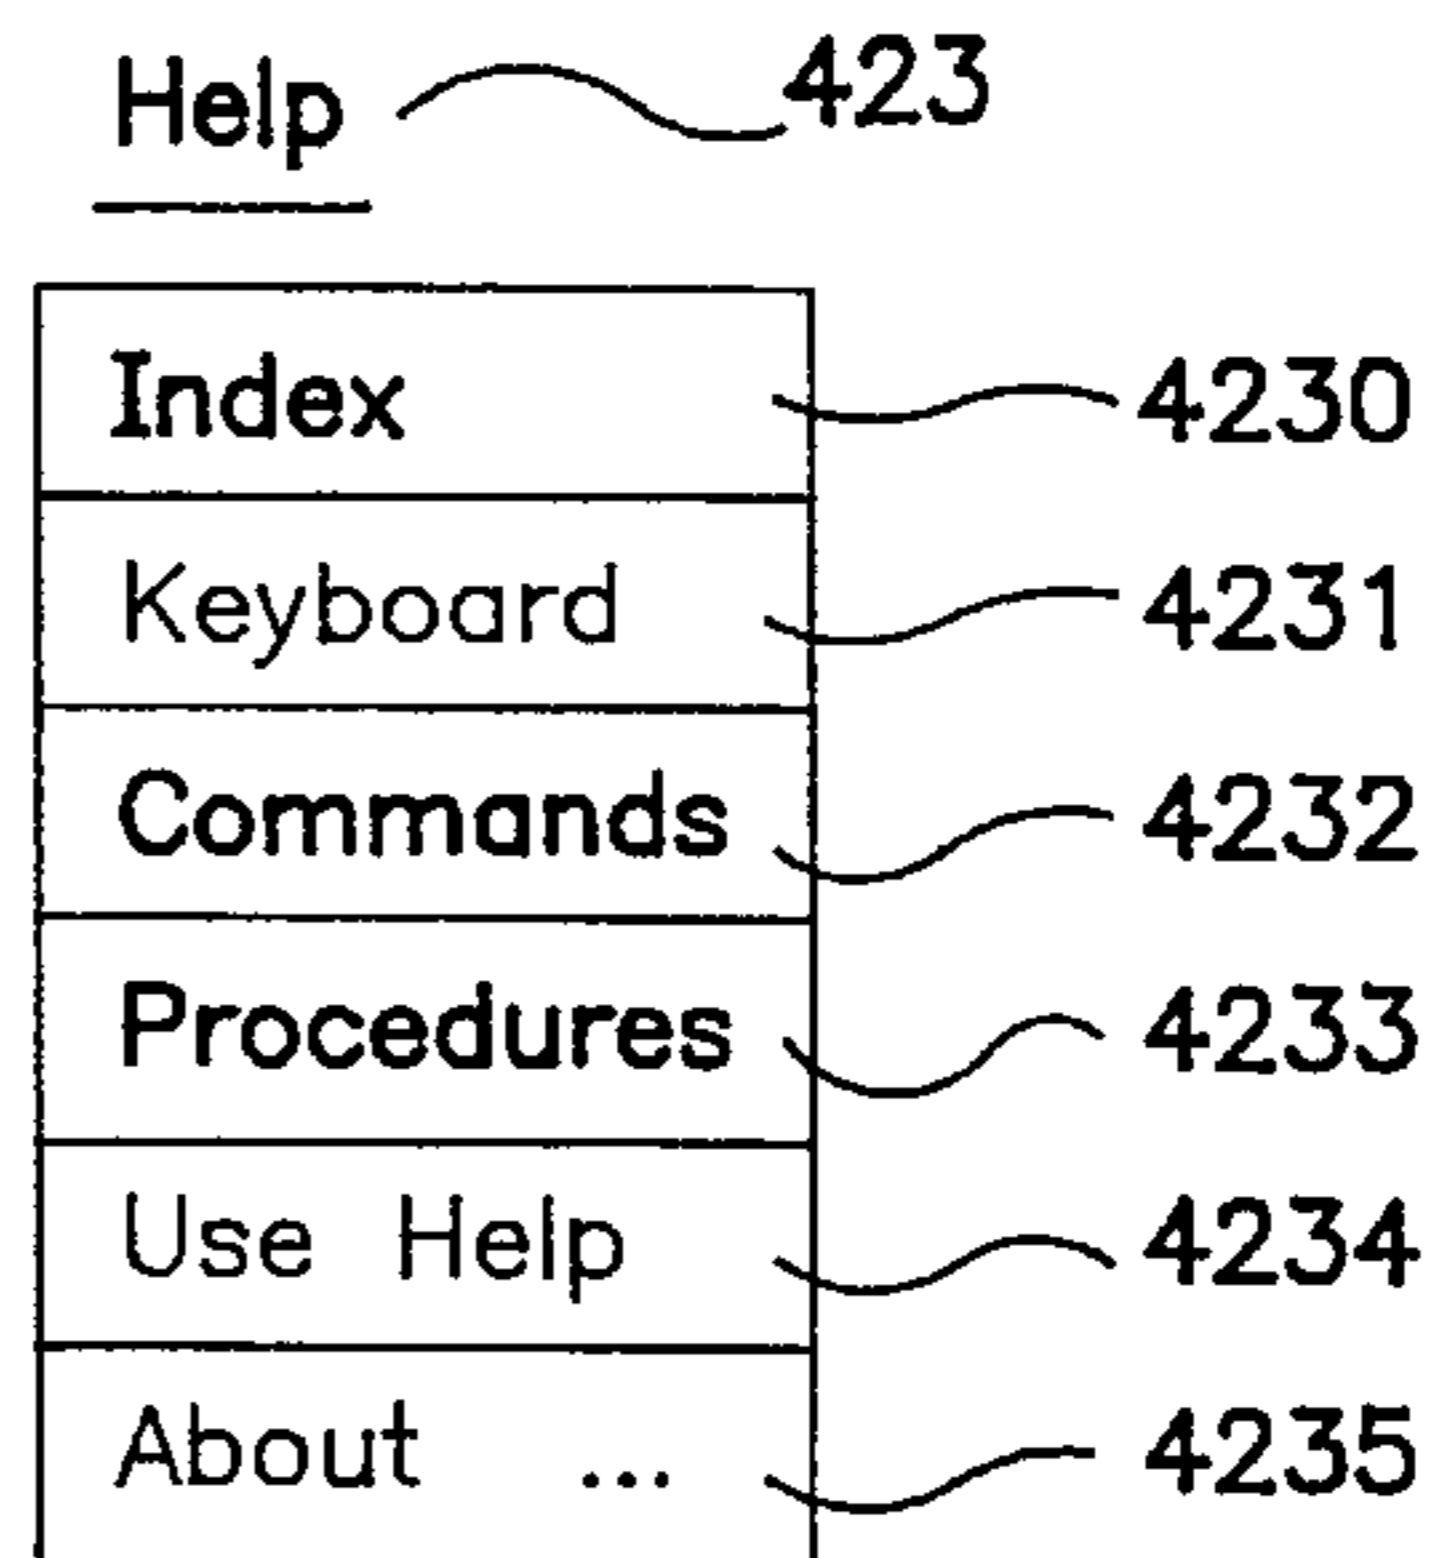 Help 423
Index 4230
Keyboard 4231
Commands 4232
Procedures 4233
Use Help 4234
About ... 4235